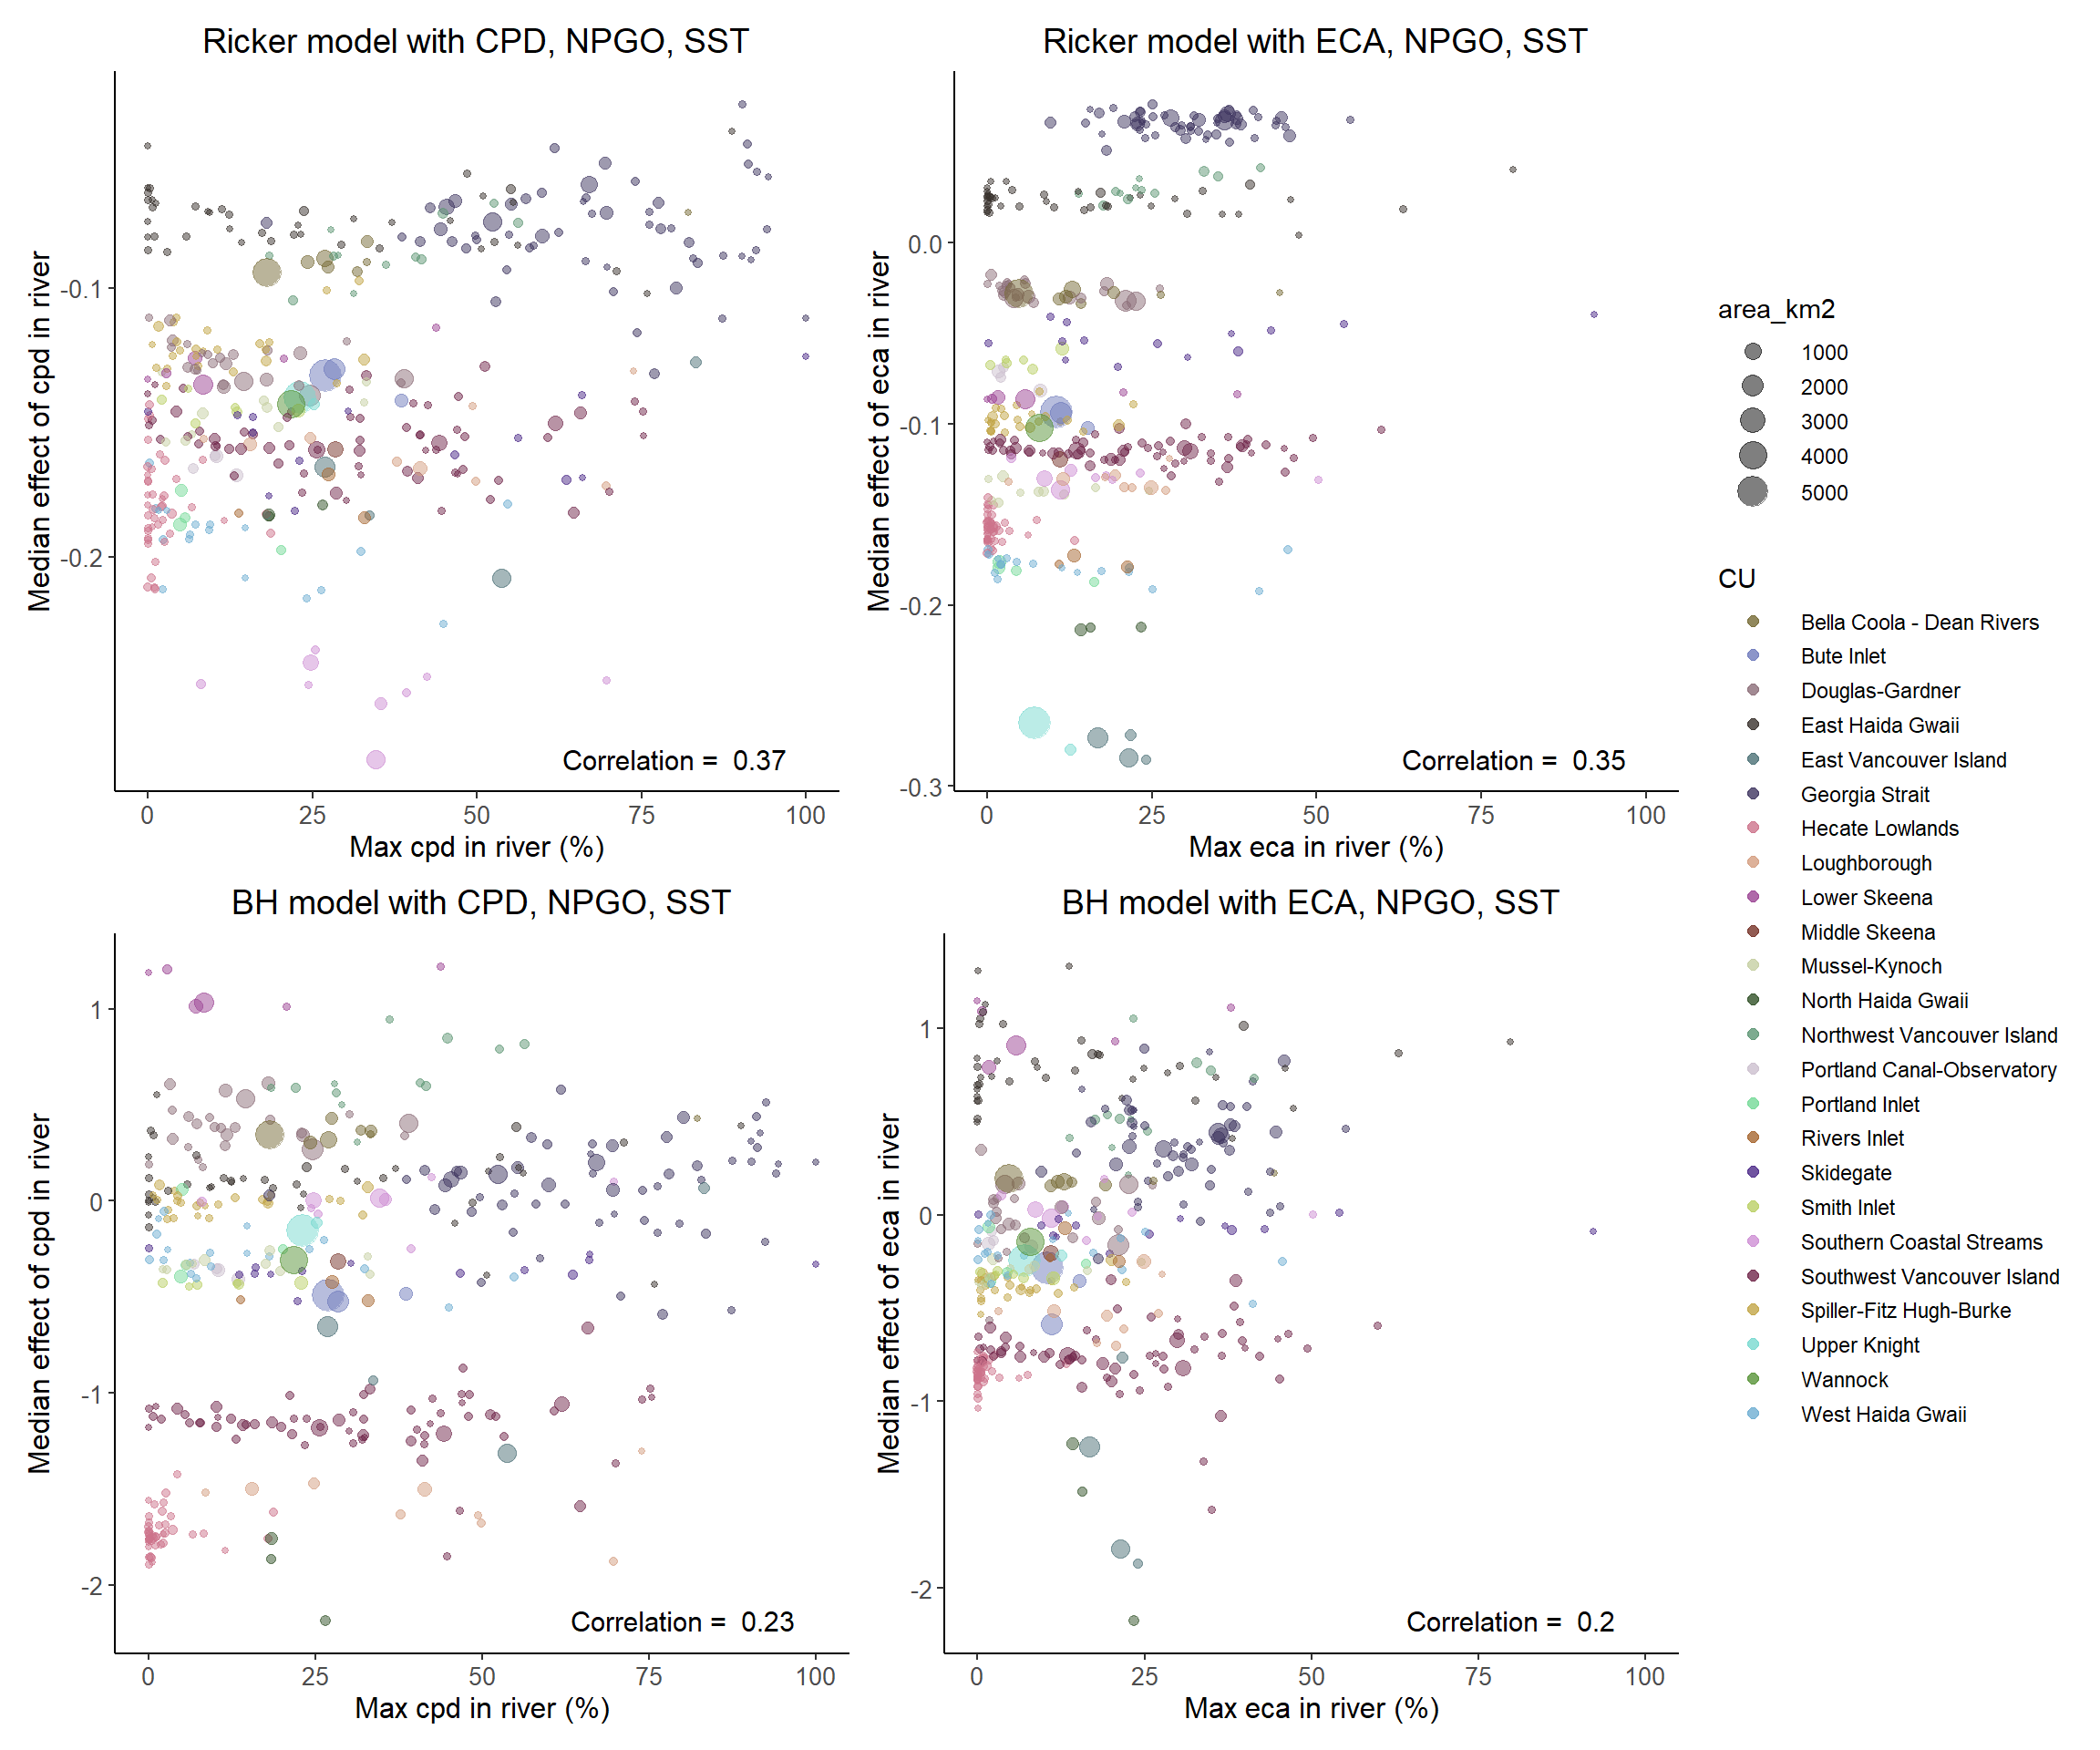 Ricker model with CPD, NPGO, SST
Median effect of cpd in river
-0.1
-0.2
Correlation =  0.37
0 25 50 75 100
Max cpd in river (%)
Ricker model with ECA, NPGO, SST
Median effect of eca in river
0.0
-0.1
-0.2
-0.3
Correlation =  0.35
0 25 50 75 100
Max eca in river (%)
BH model with CPD, NPGO, SST
Median effect of cpd in river
1
0
-1
-2
Correlation =  0.23
0 25 50 75 100
Max cpd in river (%)
BH model with ECA, NPGO, SST
Median effect of eca in river
1
0
-1
-2
Correlation =  0.2
0 25 50 75 100
Max eca in river (%)
area_km2
1000
2000
3000
4000
5000
CU
Bella Coola - Dean Rivers
Bute Inlet
Douglas-Gardner
East Haida Gwaii
East Vancouver Island
Georgia Strait
Hecate Lowlands
Loughborough
Lower Skeena
Middle Skeena
Mussel-Kynoch
North Haida Gwaii
Northwest Vancouver Island
Portland Canal-Observatory
Portland Inlet
Rivers Inlet
Skidegate
Smith Inlet
Southern Coastal Streams
Southwest Vancouver Island
Spiller-Fitz Hugh-Burke
Upper Knight
Wannock
West Haida Gwaii